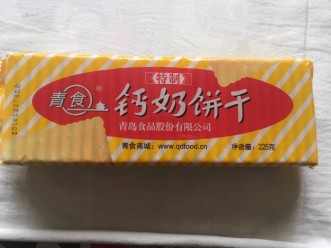 特制
青食
钙奶饼干
青岛食品股份有限公司
青食商城：www.qdfood.cn
净含量：225克